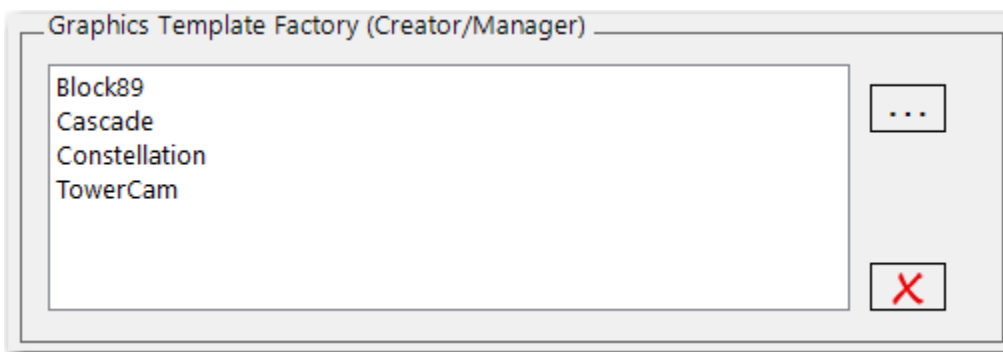 Graphics Template Factory (Creator/Manager)
Block89
...
Cascade
Constellation
TowerCam
X